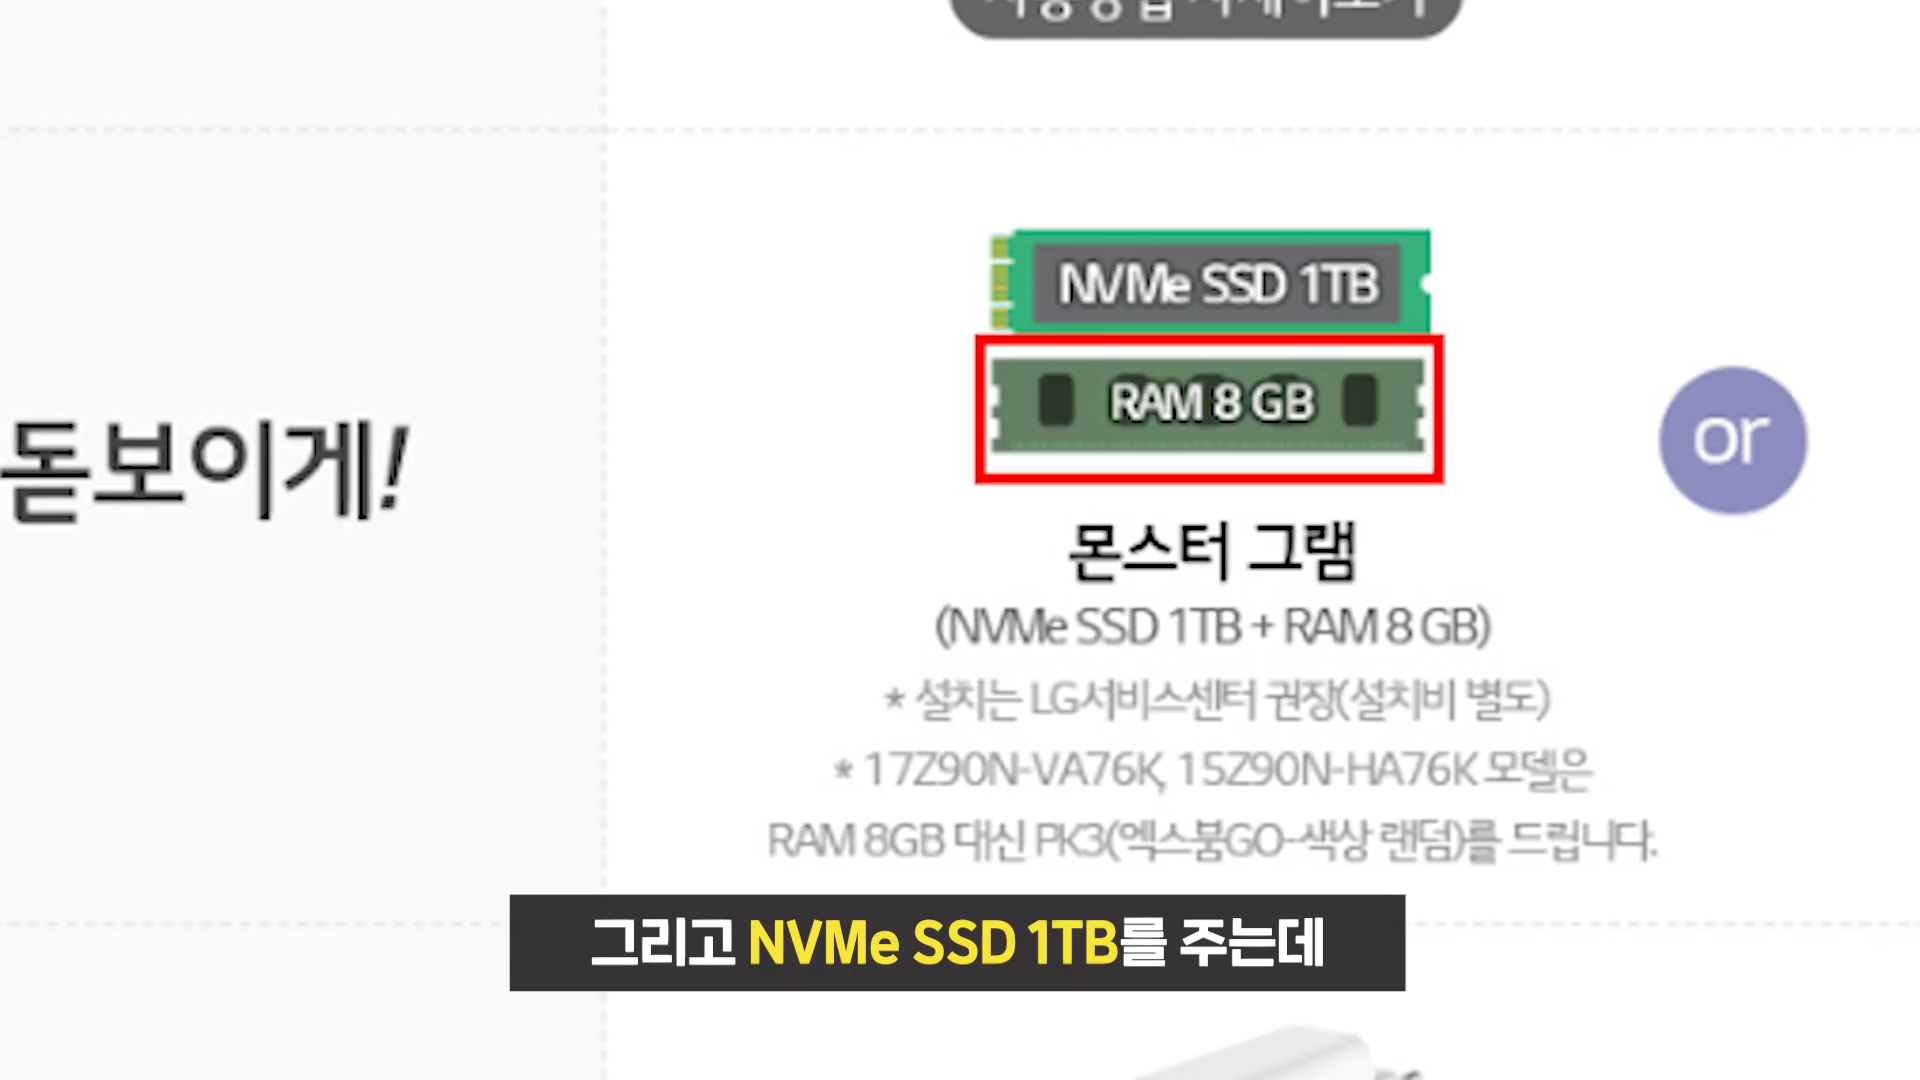 NVMe SSD 1TB
RAM 8 GB
돋보이게!
or
몬스터 그램
(NVMe SSD 1TB + RAM 8 GB)
* 설치는 LG서비스센터 권장(설치비 별도)
* 17Z90N-VA76K, 15Z90N-HA76K 모델은
RAM 8GB 대신 PK3(엑스붐GO-색상 랜덤)를 드립니다.
그리고 NVMe SSD 1TB를 주는데